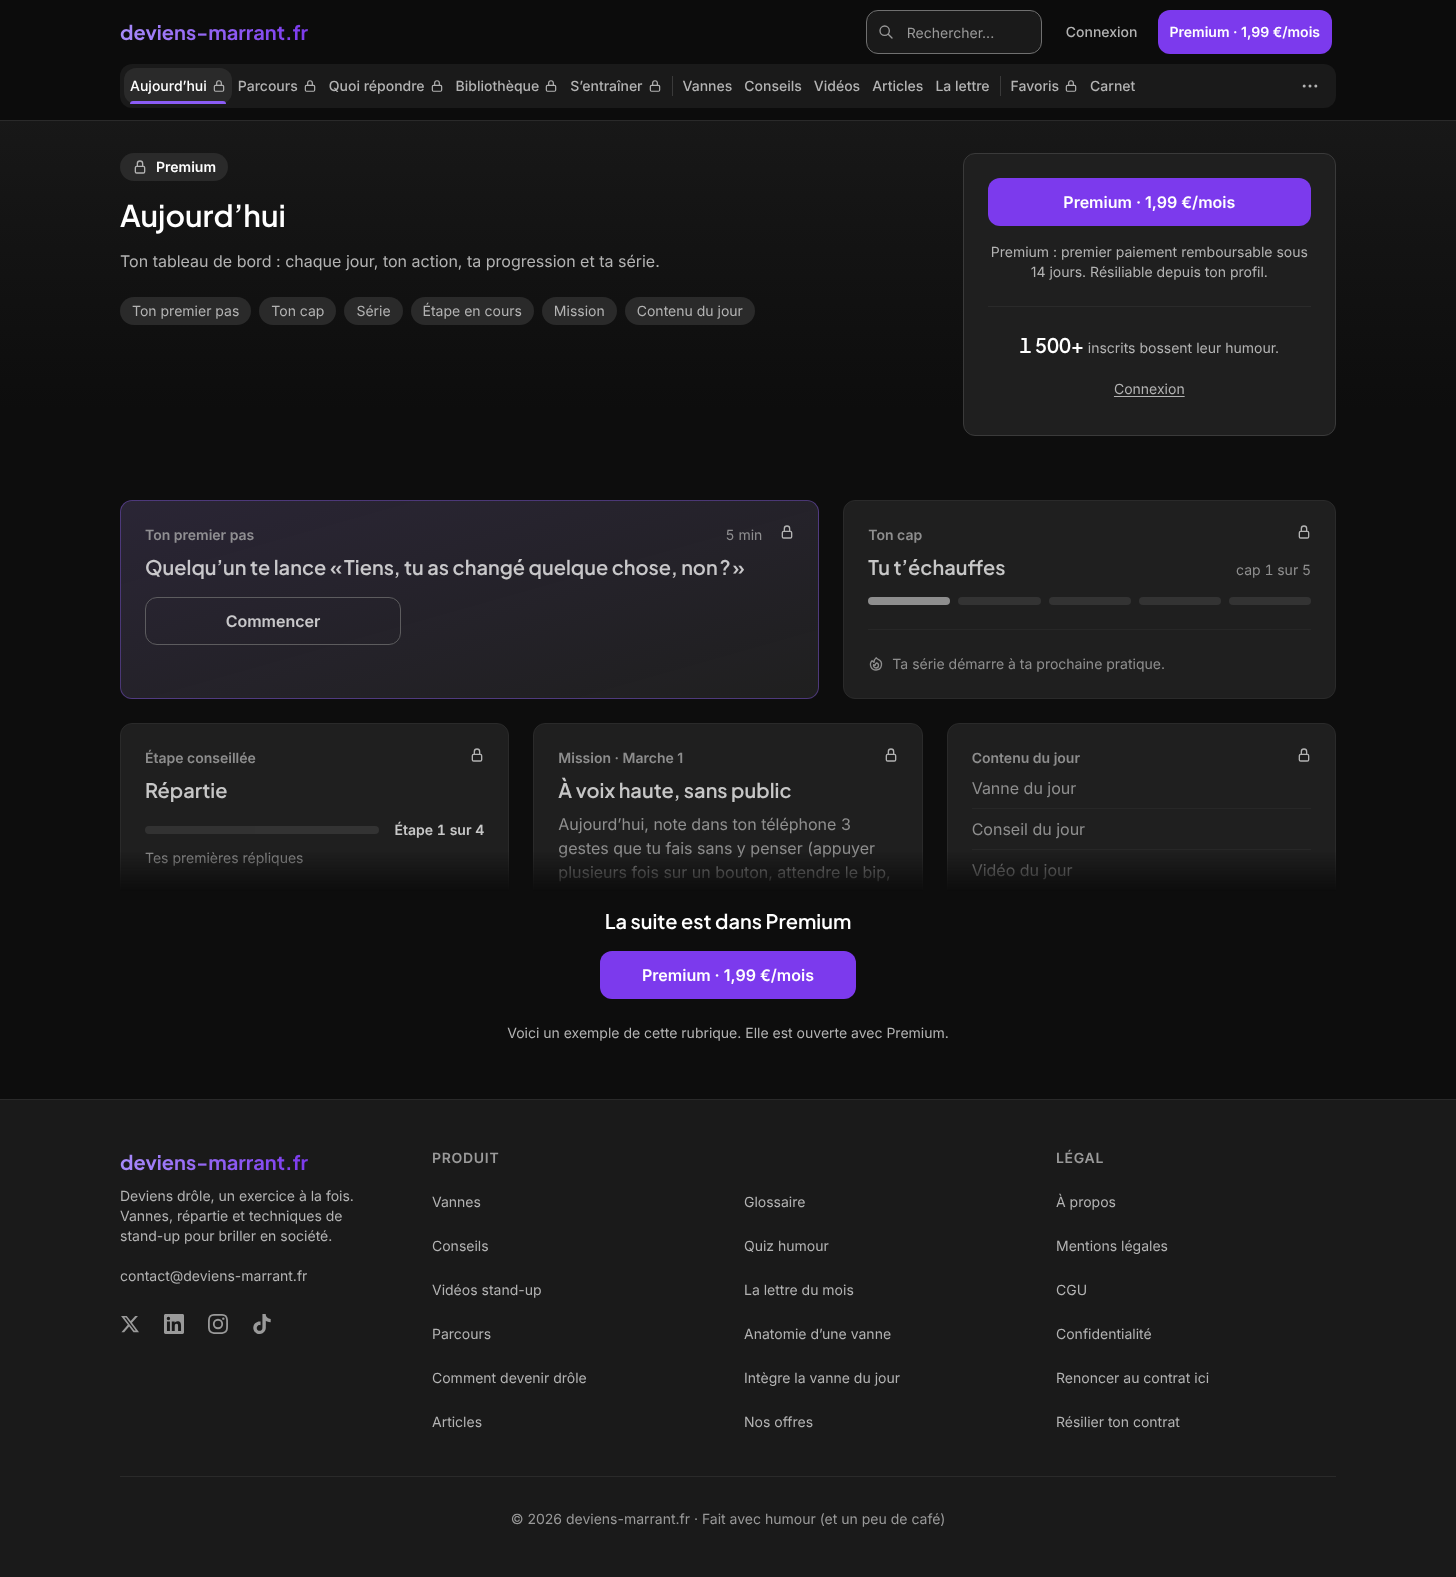 deviens-marrant.fr
Rechercher...
Connexion
Premium · 1,99 €/mois
Aujourd’hui
Parcours
Quoi répondre
Bibliothèque
S’entraîner
Vannes
Conseils
Vidéos
Articles
La lettre
Favoris
Carnet
Premium
Aujourd’hui
Ton tableau de bord : chaque jour, ton action, ta progression et ta série.
Ton premier pas
Ton cap
Série
Étape en cours
Mission
Contenu du jour
Premium · 1,99 €/mois
Premium : premier paiement remboursable sous
14 jours. Résiliable depuis ton profil.
1 500+ inscrits bossent leur humour.
Connexion
Ton premier pas
5 min
Quelqu’un te lance « Tiens, tu as changé quelque chose, non ? »
Commencer
Ton cap
Tu t’échauffes
cap 1 sur 5
Ta série démarre à ta prochaine pratique.
Étape conseillée
Répartie
Étape 1 sur 4
Tes premières répliques
Mission · Marche 1
À voix haute, sans public
Aujourd’hui, note dans ton téléphone 3
gestes que tu fais sans y penser (appuyer
plusieurs fois sur un bouton, attendre le bip,
Contenu du jour
Vanne du jour
Conseil du jour
Vidéo du jour
La suite est dans Premium
Premium · 1,99 €/mois
Voici un exemple de cette rubrique. Elle est ouverte avec Premium.
deviens-marrant.fr
Deviens drôle, un exercice à la fois.
Vannes, répartie et techniques de
stand-up pour briller en société.
contact@deviens-marrant.fr
PRODUIT
Vannes
Conseils
Vidéos stand-up
Parcours
Comment devenir drôle
Articles
Glossaire
Quiz humour
La lettre du mois
Anatomie d’une vanne
Intègre la vanne du jour
Nos offres
LÉGAL
À propos
Mentions légales
CGU
Confidentialité
Renoncer au contrat ici
Résilier ton contrat
© 2026 deviens-marrant.fr · Fait avec humour (et un peu de café)